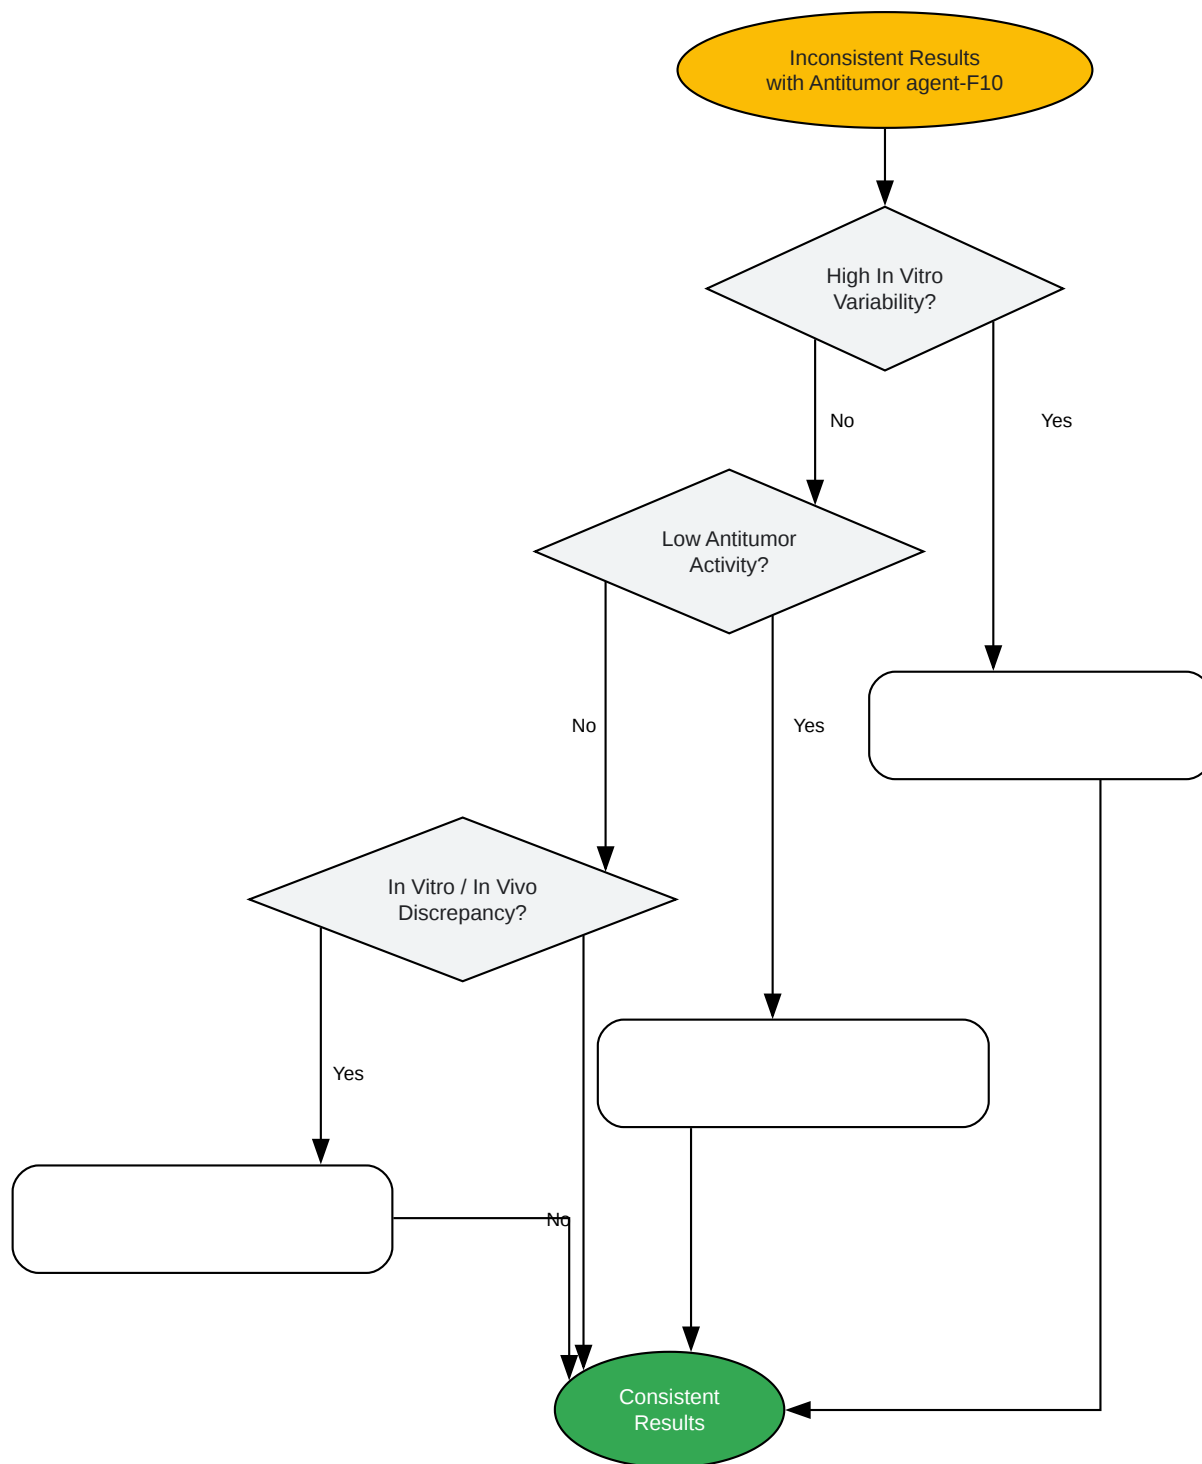 Inconsistent Results
with Antitumor agent-F10
High In Vitro
Variability?
No
Yes
Low Antitumor
Activity?
No
Yes
In Vitro / In Vivo
Discrepancy?
Yes
No
Consistent
Results